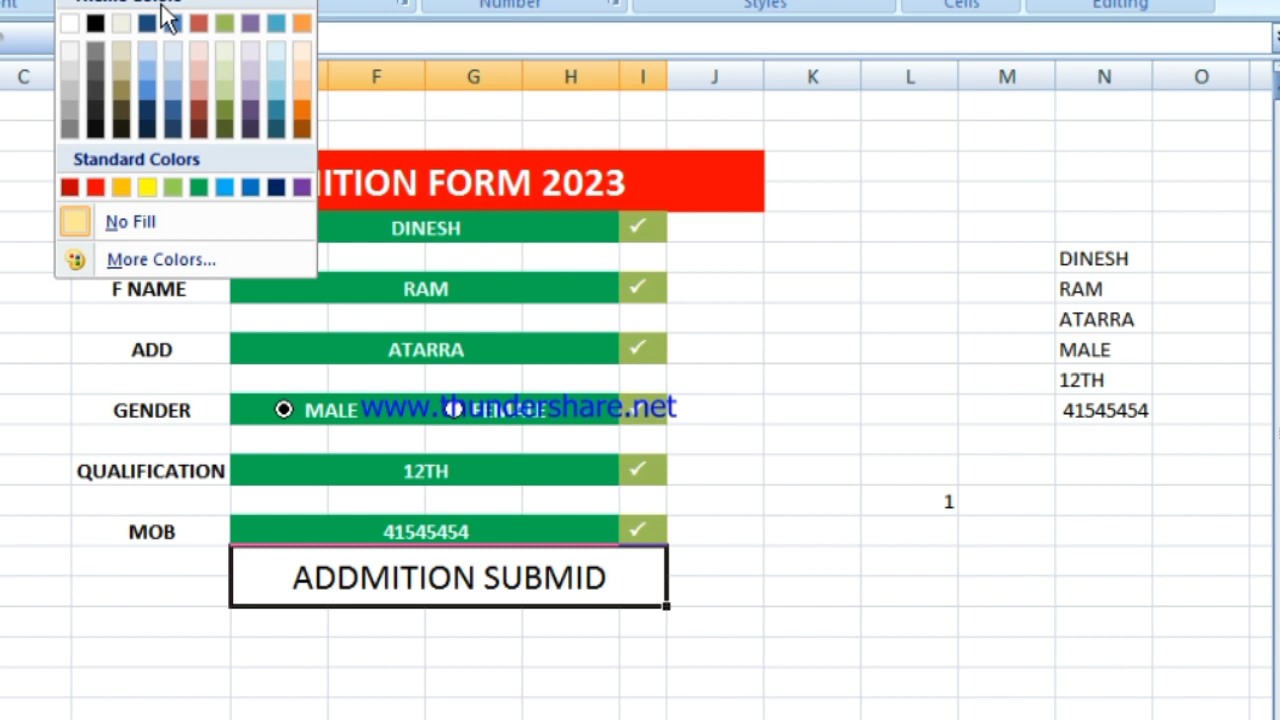 Number
Styles
Cells
Editing
C F G H I J K L M N O
Standard Colors
No Fill
More Colors...
ITION FORM 2023
DINESH ✓
DINESH
F NAME RAM ✓
RAM
ATARRA
ADD ATARRA ✓
MALE
12TH
GENDER MALE
www.thundershare.net
41545454
QUALIFICATION 12TH ✓
1
MOB 41545454 ✓
ADDMITION SUBMID